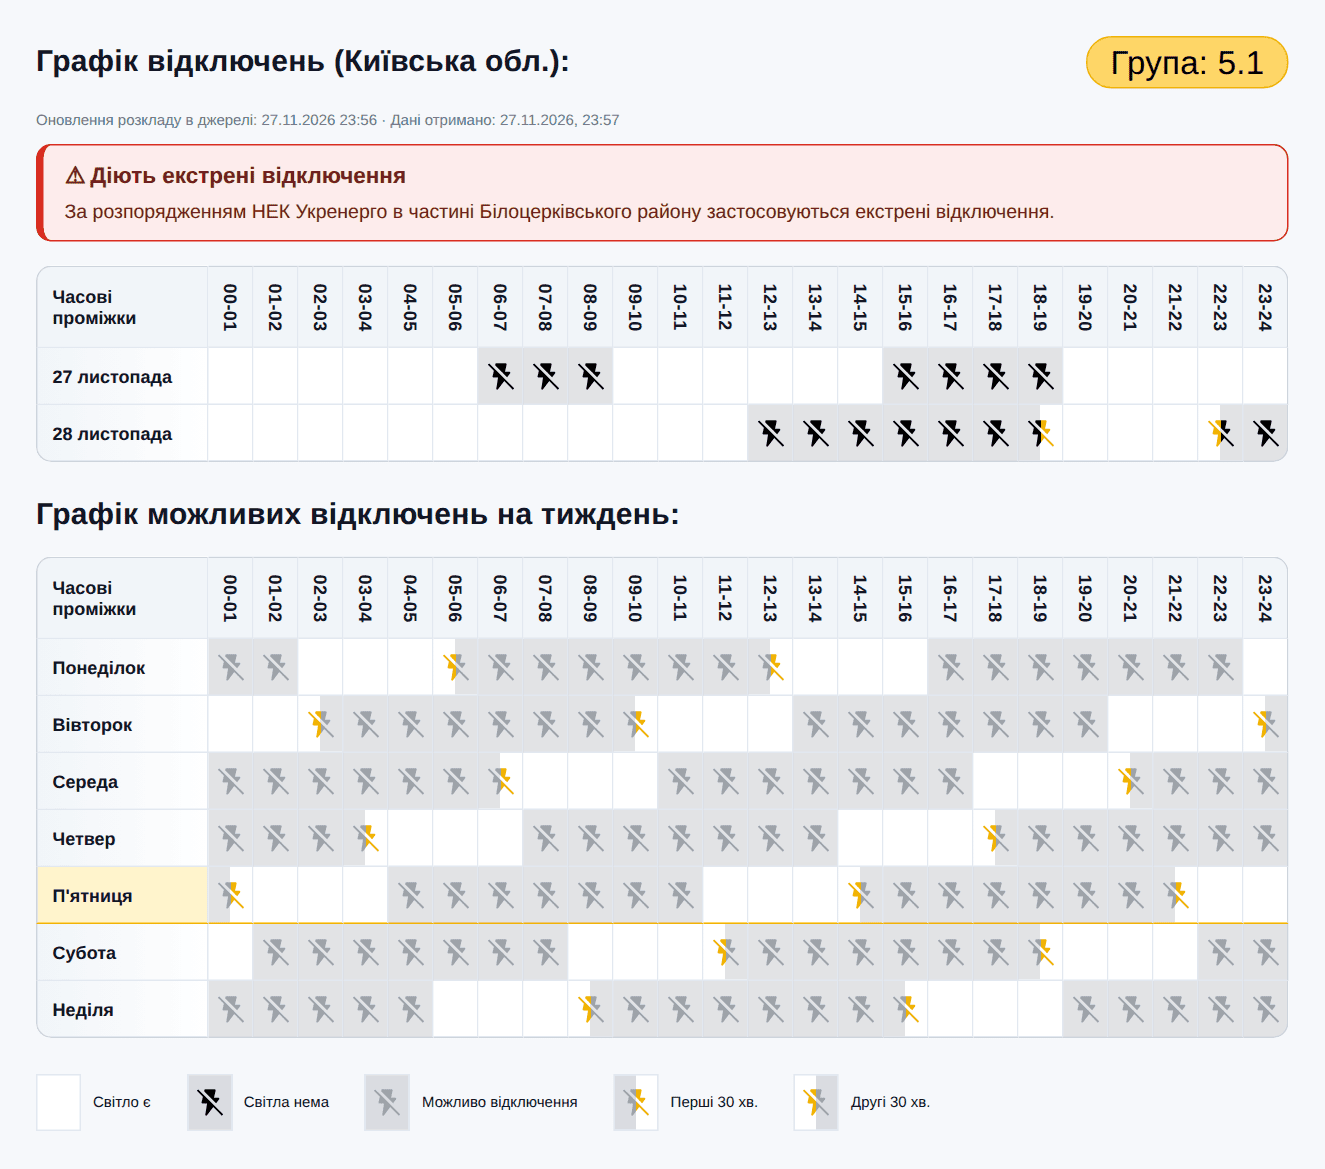 Графік відключень (Київська обл.):
Група: 5.1
Оновлення розкладу в джерелі: 27.11.2026 23:56 · Дані отримано: 27.11.2026, 23:57
⚠ Діють екстрені відключення
За розпорядженням НЕК Укренерго в частині Білоцерківського району застосовуються екстрені відключення.
Часові проміжки 00-01 01-02 02-03 03-04 04-05 05-06 06-07 07-08 08-09 09-10 10-11 11-12 12-13 13-14 14-15 15-16 16-17 17-18 18-19 19-20 20-21 21-22 22-23 23-24
27 листопада
28 листопада
Графік можливих відключень на тиждень:
Часові проміжки 00-01 01-02 02-03 03-04 04-05 05-06 06-07 07-08 08-09 09-10 10-11 11-12 12-13 13-14 14-15 15-16 16-17 17-18 18-19 19-20 20-21 21-22 22-23 23-24
Понеділок
Вівторок
Середа
Четвер
П'ятниця
Субота
Неділя
Світло є Світла нема Можливо відключення Перші 30 хв. Другі 30 хв.